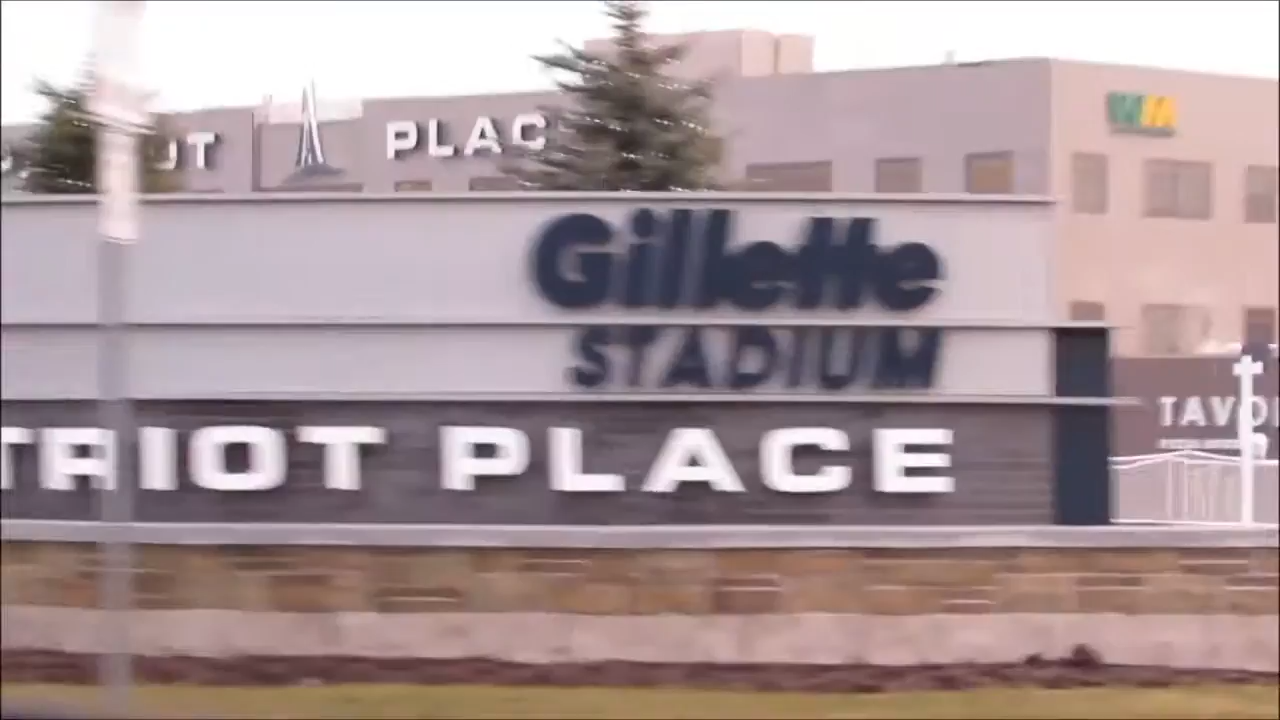 UT PLAC
WM
Gillette
STADIUM
TRIOT PLACE
TAVO